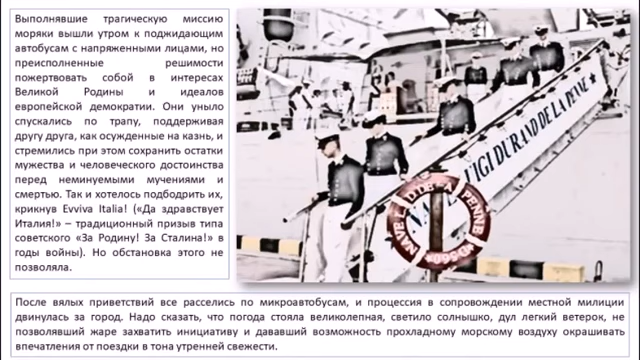 Выполнявшие трагическую миссию
моряки вышли утром к поджидающим
автобусам с напряженными лицами, но
преисполненные решимости
пожертвовать собой в интересах
Великой Родины и идеалов
европейской демократии. Они уныло
спускались по трапу, поддерживая
другу друга, как осужденные на казнь, и
стремились при этом сохранить остатки
мужества и человеческого достоинства
перед неминуемыми мучениями и
смертью. Так и хотелось подбодрить их,
крикнув Evviva Italia! («Да здравствует
Италия!» – традиционный призыв типа
советского «За Родину! За Сталина!» в
годы войны). Но обстановка этого не
позволяла.
UIGI DURAND DE LA PENNE
После вялых приветствий все расселись по микроавтобусам, и процессия в сопровождении местной милиции
двинулась за город. Надо сказать, что погода стояла великолепная, светило солнышко, дул легкий ветерок, не
позволявший жаре захватить инициативу и дававший возможность прохладному морскому воздуху окрашивать
впечатления от поездки в тона утренней свежести.